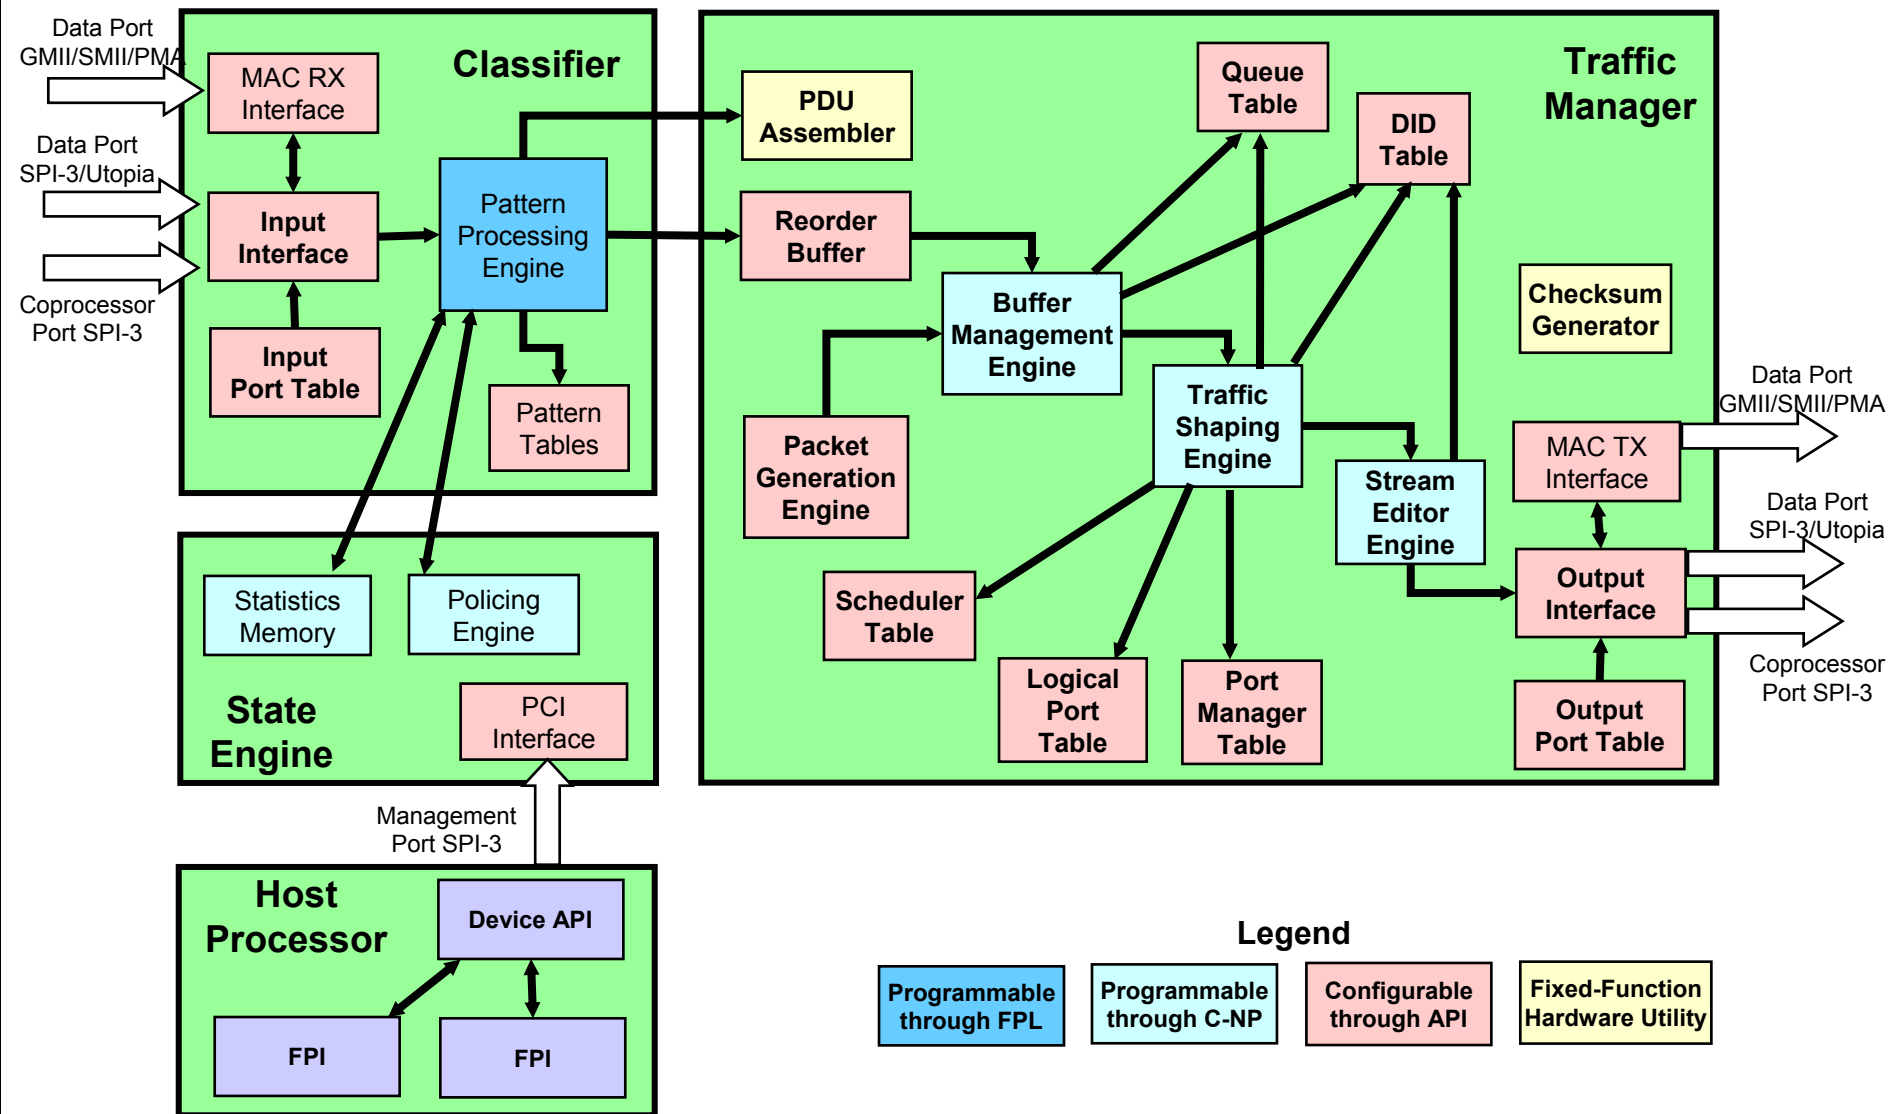 Data Port
GMII/SMII/PMA
Data Port
SPI-3/Utopia
Coprocessor
Port SPI-3
Classifier
MAC RX
Interface
Input
Interface
Input
Port Table
Pattern
Processing
Engine
Pattern
Tables
Statistics
Memory
Policing
Engine
State
Engine
PCI
Interface
Management
Port SPI-3
Host
Processor
Device API
FPI
FPI
Traffic
Manager
PDU
Assembler
Reorder
Buffer
Queue
Table
DID
Table
Buffer
Management
Engine
Checksum
Generator
Packet
Generation
Engine
Traffic
Shaping
Engine
Stream
Editor
Engine
Scheduler
Table
Logical
Port
Table
Port
Manager
Table
MAC TX
Interface
Output
Interface
Output
Port Table
Data Port
GMII/SMII/PMA
Data Port
SPI-3/Utopia
Coprocessor
Port SPI-3
Legend
Programmable
through FPL
Programmable
through C-NP
Configurable
through API
Fixed-Function
Hardware Utility